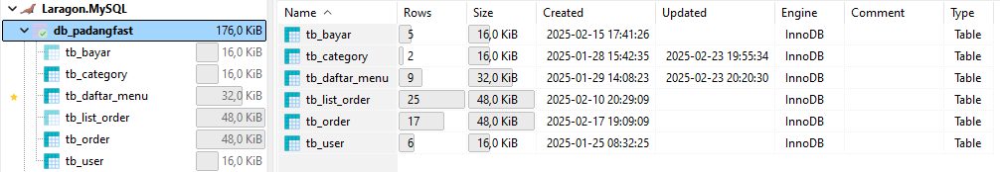 Laragon.MySQL
db_padangfast 176,0 KiB
tb_bayar 16,0 KiB
tb_category 16,0 KiB
tb_daftar_menu 32,0 KiB
tb_list_order 48,0 KiB
tb_order 48,0 KiB
tb_user 16,0 KiB
Name Rows Size Created Updated Engine Comment Type
tb_bayar 5 16,0 KiB 2025-02-15 17:41:26 InnoDB Table
tb_category 2 16,0 KiB 2025-01-28 15:42:35 2025-02-23 19:55:34 InnoDB Table
tb_daftar_menu 9 32,0 KiB 2025-01-29 14:08:23 2025-02-23 20:20:30 InnoDB Table
tb_list_order 25 48,0 KiB 2025-02-10 20:29:09 InnoDB Table
tb_order 17 48,0 KiB 2025-02-17 19:09:09 InnoDB Table
tb_user 6 16,0 KiB 2025-01-25 08:32:25 InnoDB Table